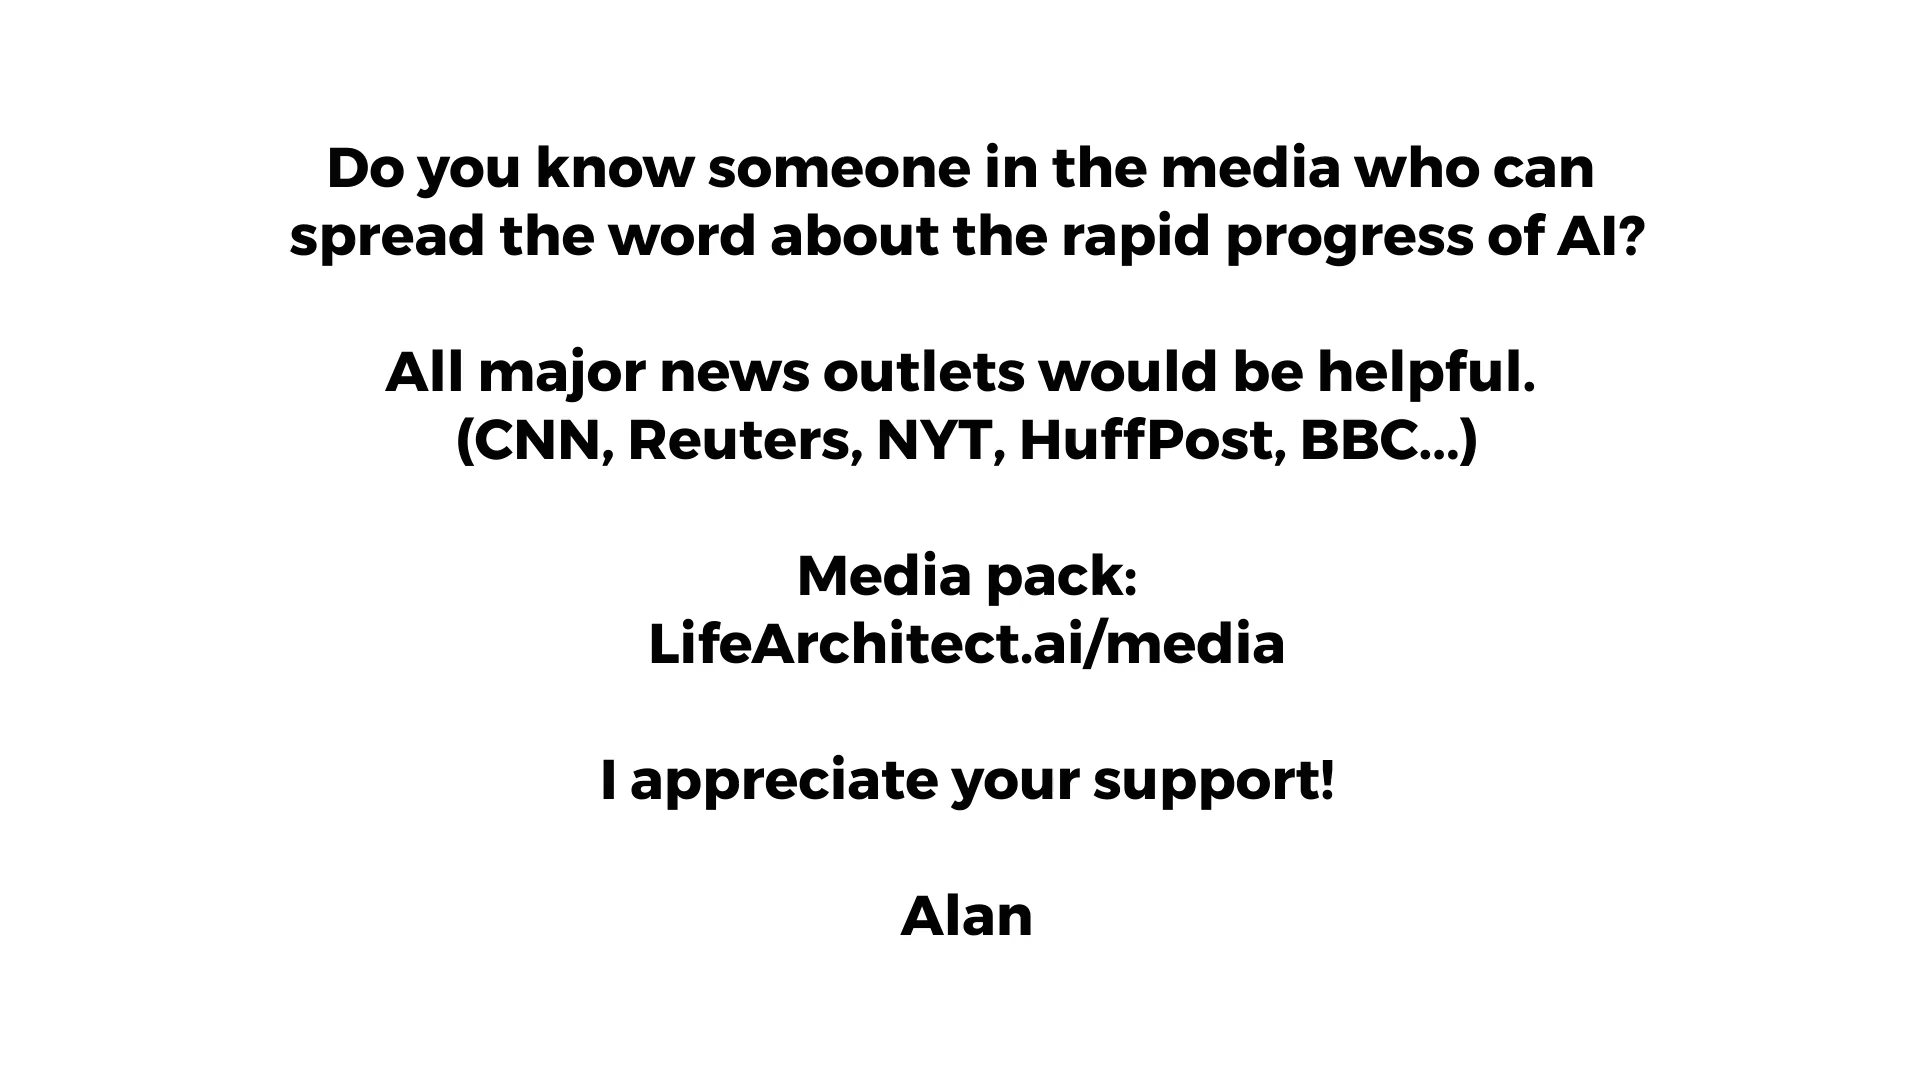 Do you know someone in the media who can
spread the word about the rapid progress of AI?
All major news outlets would be helpful.
(CNN, Reuters, NYT, HuffPost, BBC...)
Media pack:
LifeArchitect.ai/media
I appreciate your support!
Alan